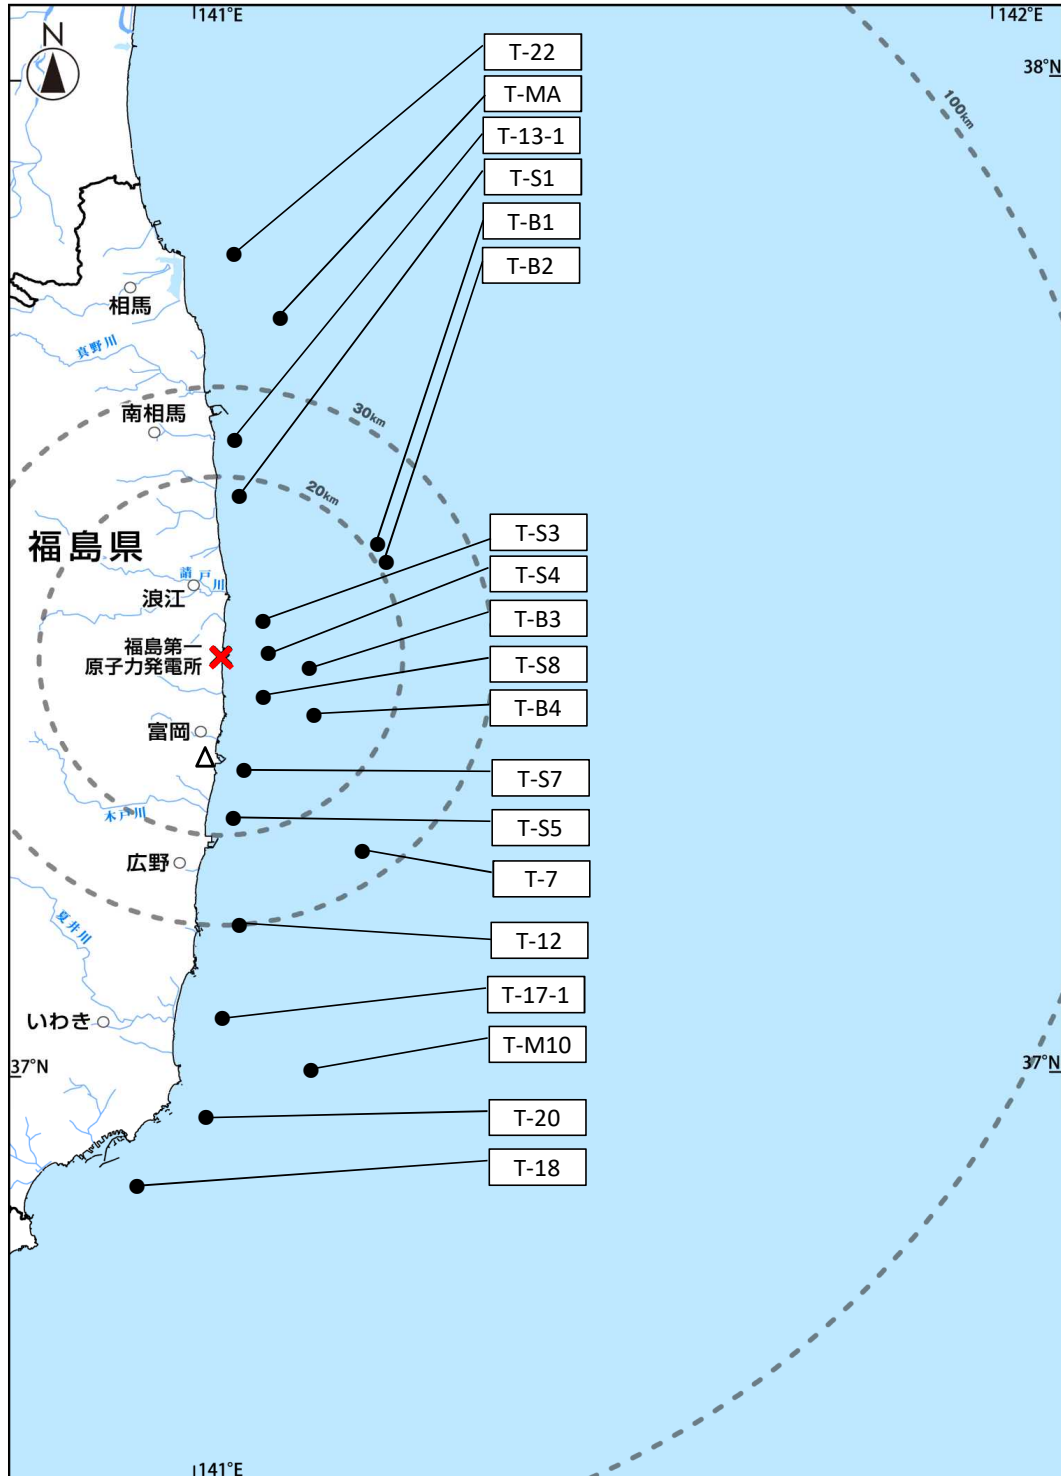 141°E
142°E
N
38°N
T-22
T-MA
100km
T-13-1
T-S1
T-B1
T-B2
相馬
真野川
30km
南相馬
20km
T-S3
福島県
T-S4
請戸川
浪江
T-B3
福島第一
原子力発電所
T-S8
T-B4
富岡
T-S7
木戸川
T-S5
広野
T-7
夏井川
T-12
T-17-1
いわき
T-M10
37°N
37°N
T-20
T-18
141°E